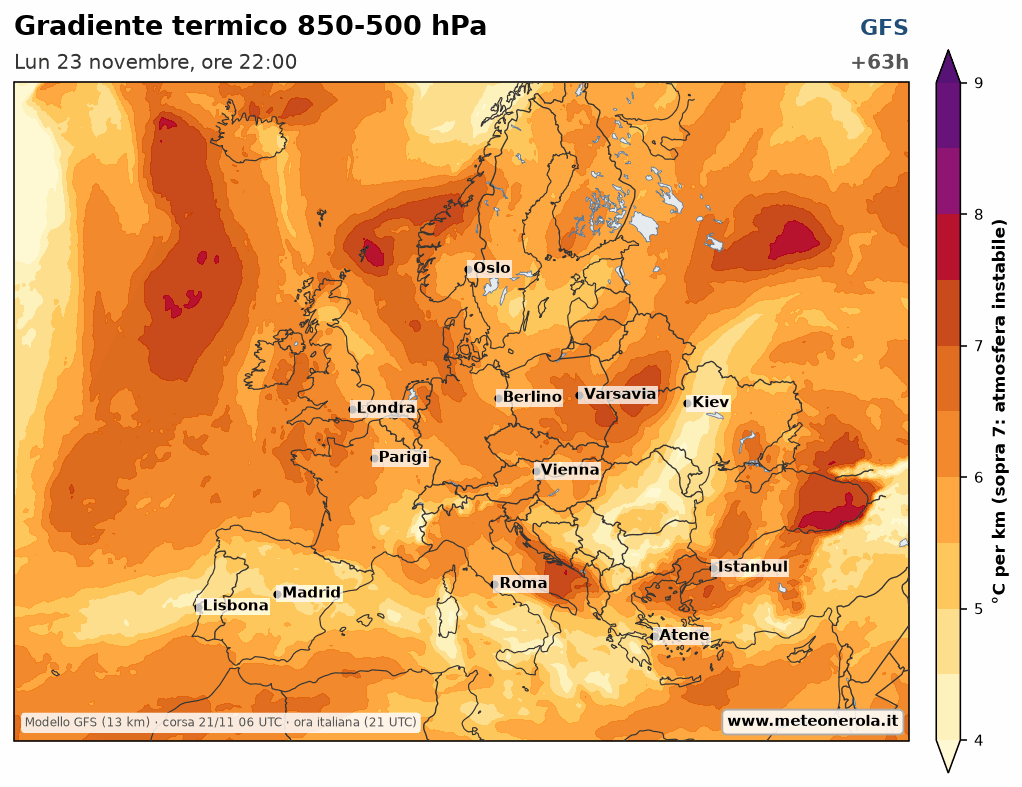 Gradiente termico 850-500 hPa
GFS
Lun 23 novembre, ore 22:00
+63h
Oslo
Berlino
Varsavia
Kiev
Londra
Parigi
Vienna
Istanbul
Roma
Madrid
Lisbona
Atene
Modello GFS (13 km) · corsa 21/11 06 UTC · ora italiana (21 UTC)
www.meteonerola.it
9
8
7
6
5
4
°C per km (sopra 7: atmosfera instabile)